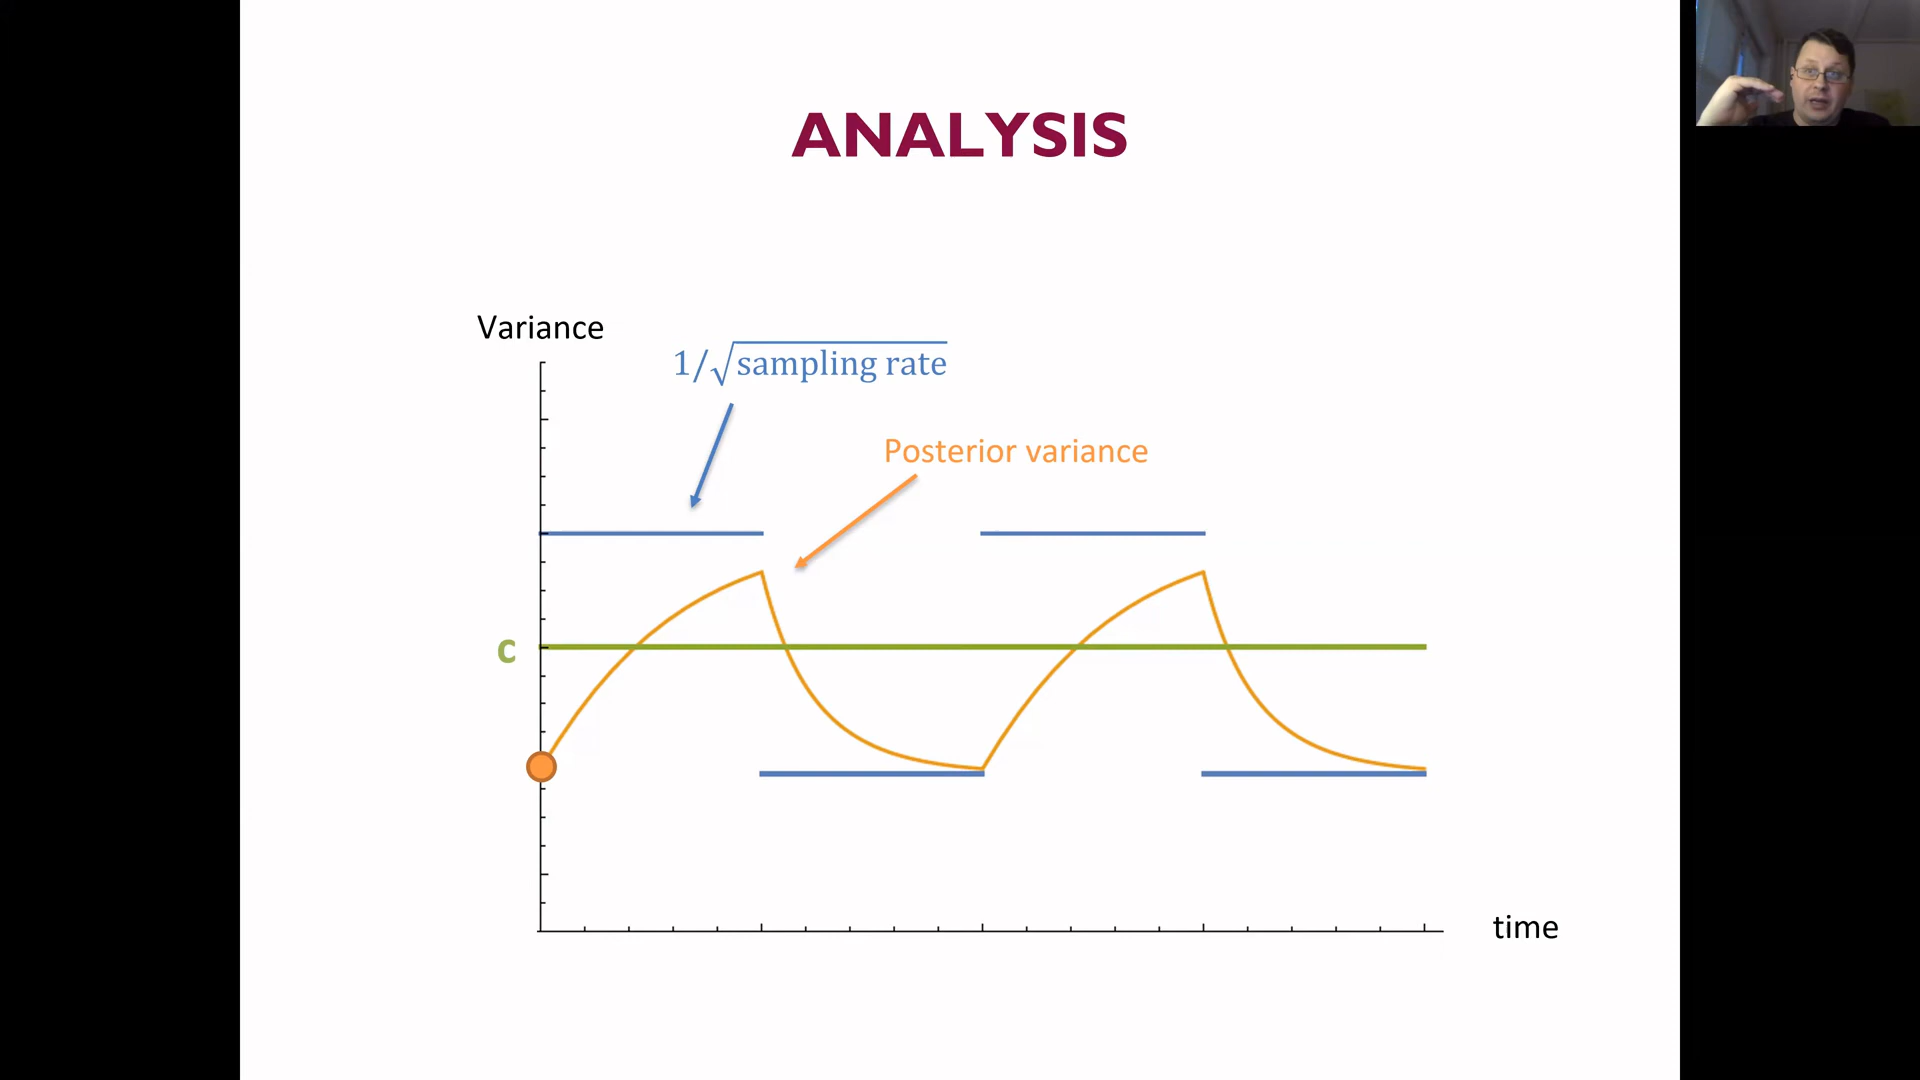 ANALYSIS
Variance
1/√sampling rate
Posterior variance
c
time